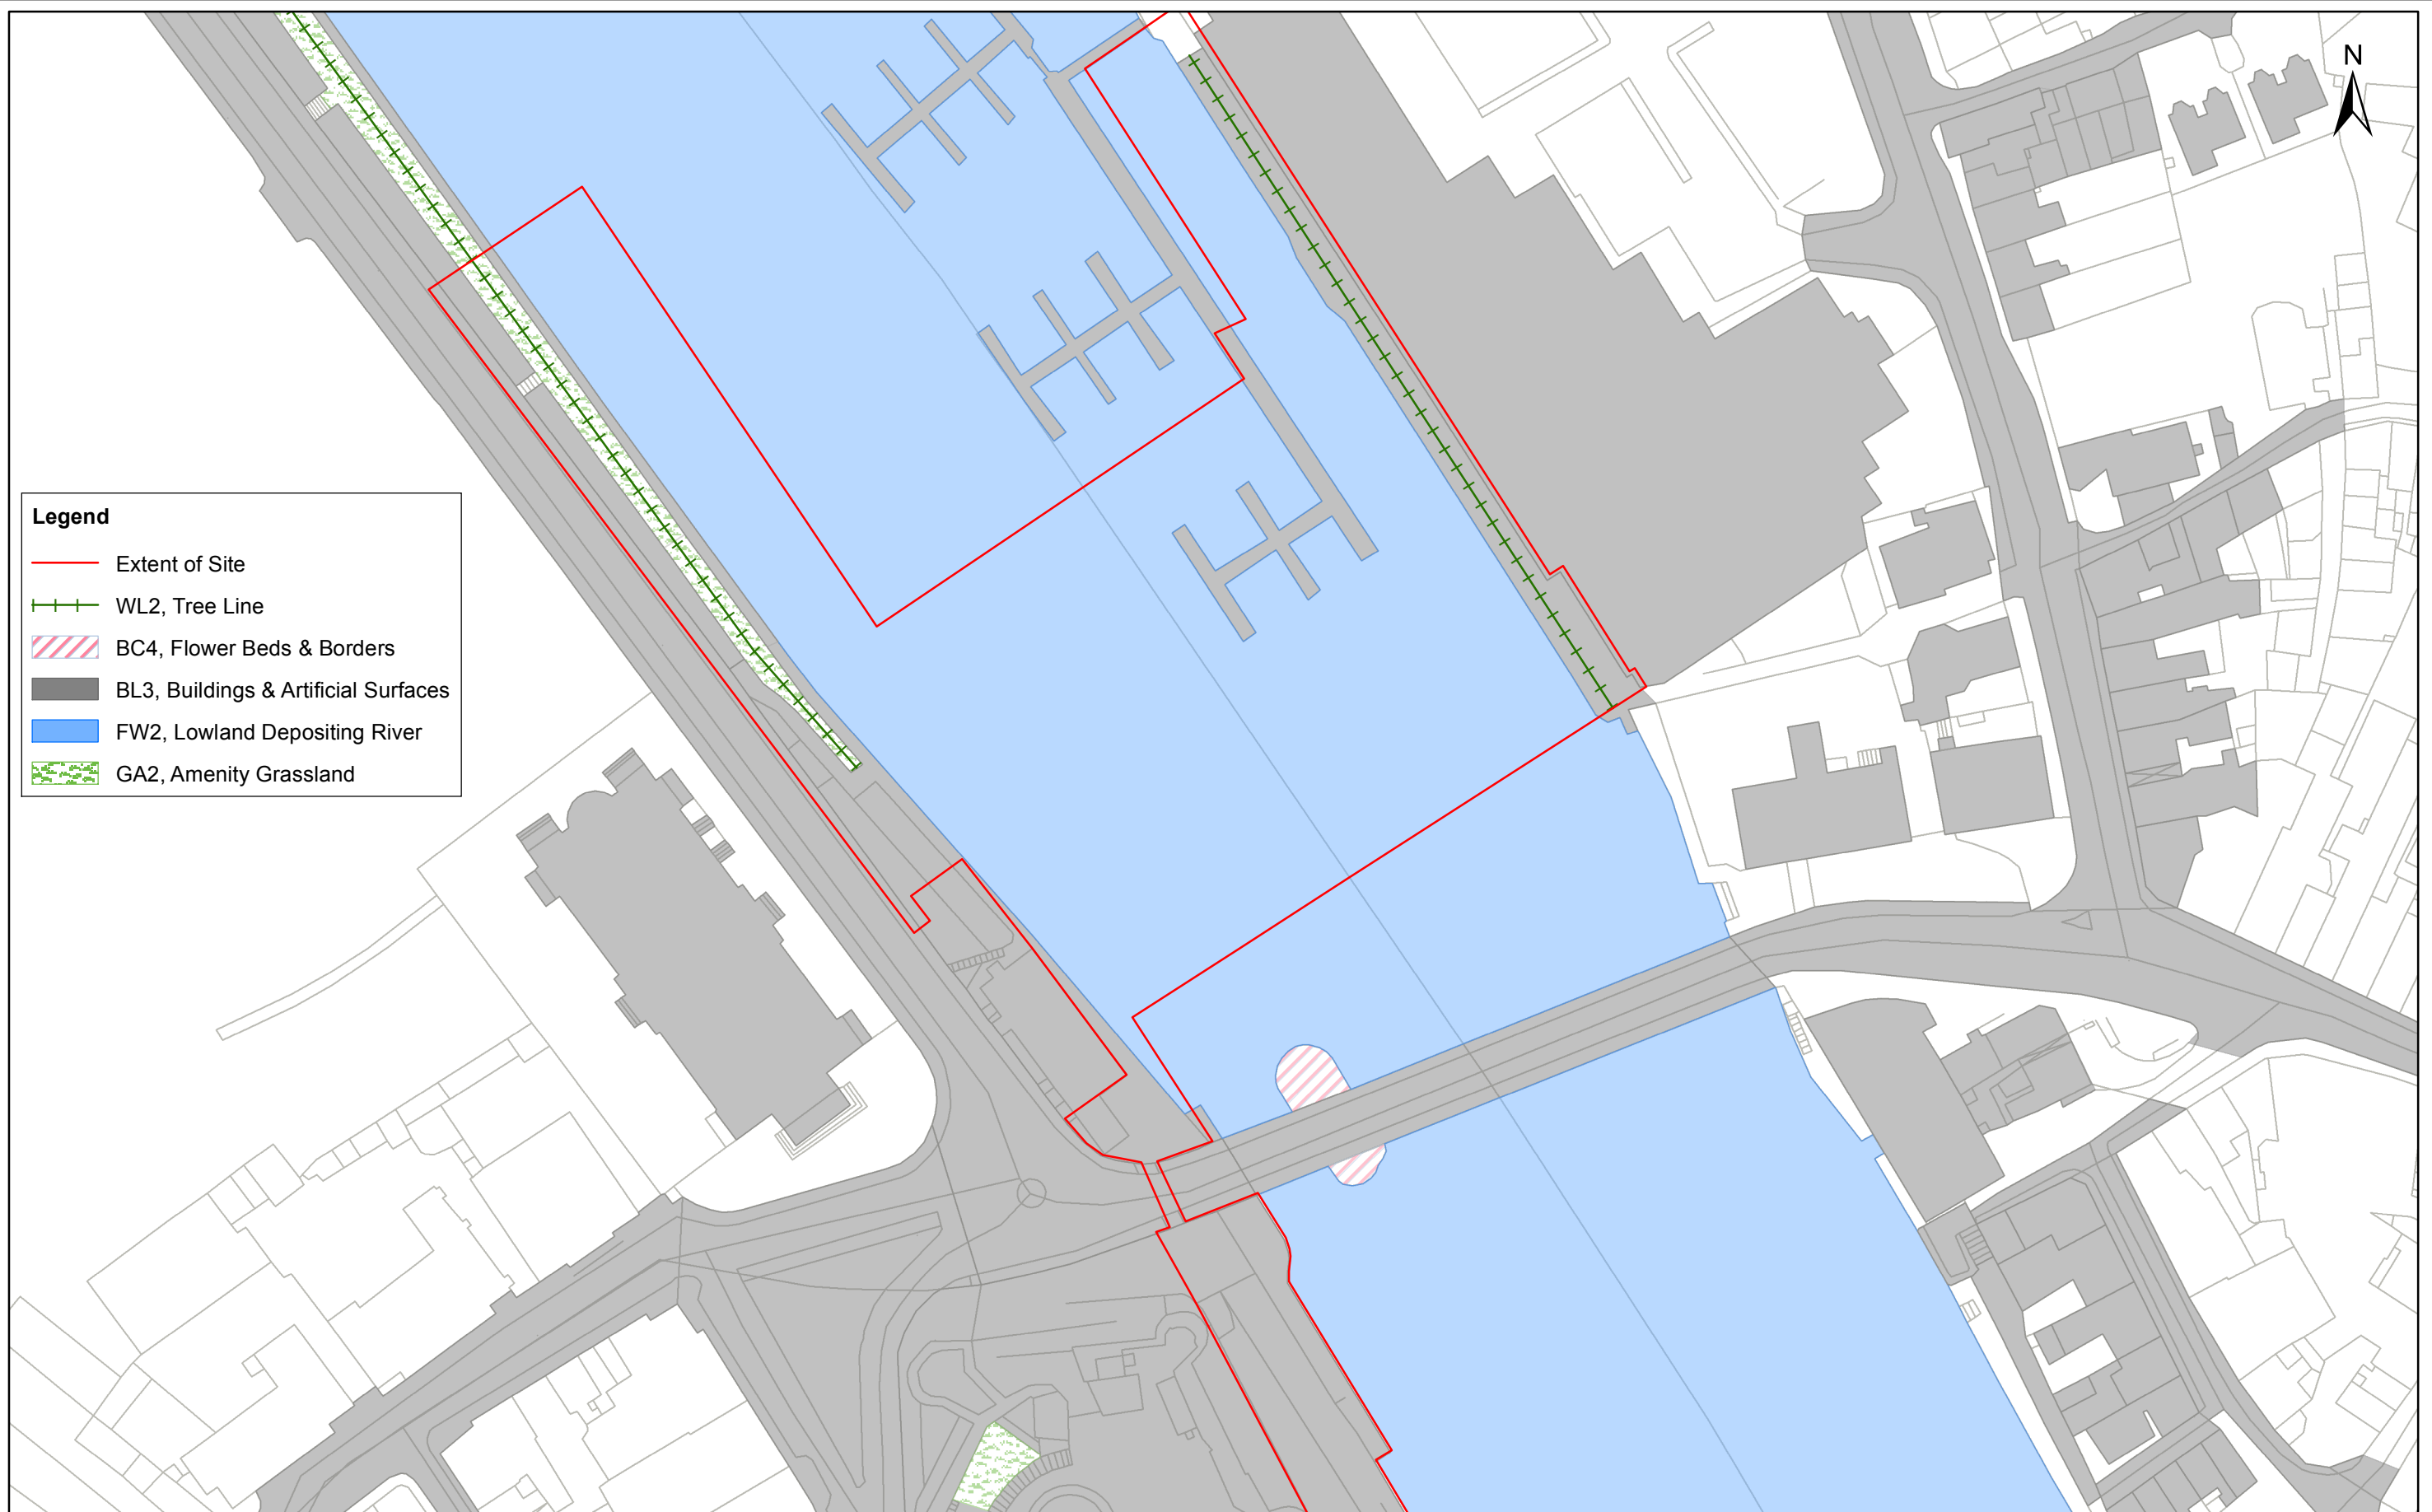 N
Legend
Extent of Site
WL2, Tree Line
BC4, Flower Beds & Borders
BL3, Buildings & Artificial Surfaces
FW2, Lowland Depositing River
GA2, Amenity Grassland